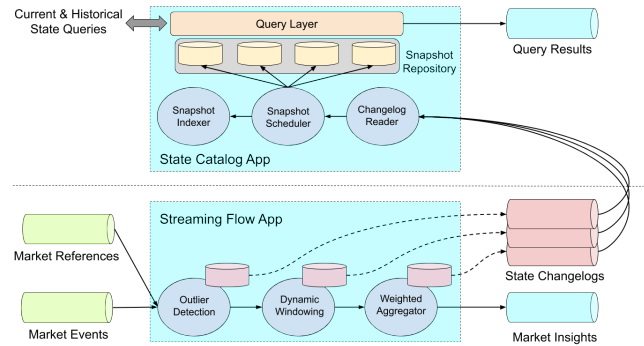 Current & Historical
State Queries
Query Layer
Query Results
Snapshot
Repository
Snapshot
Indexer
Snapshot
Scheduler
Changelog
Reader
State Catalog App
Streaming Flow App
Market References
Market Events
Outlier
Detection
Dynamic
Windowing
Weighted
Aggregator
State Changelogs
Market Insights